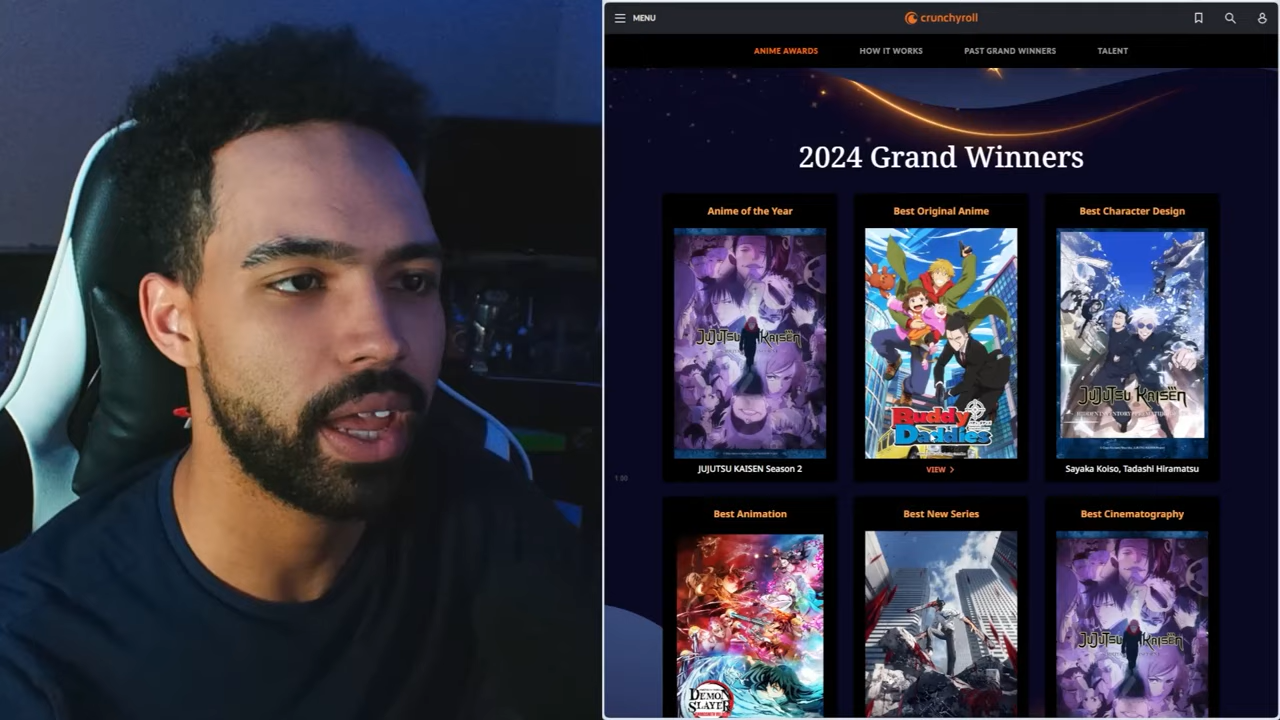 MENU
crunchyroll
ANIME AWARDS
HOW IT WORKS
PAST GRAND WINNERS
TALENT
2024 Grand Winners
Anime of the Year
Best Original Anime
Best Character Design
JUJUTSU KAISEN
Buddy
Daddies
JUJUTSU KAISEN
JUJUTSU KAISEN Season 2
VIEW >
Sayaka Koiso, Tadashi Hiramatsu
Best Animation
Best New Series
Best Cinematography
DEMON
SLAYER
JUJUTSU KAISEN